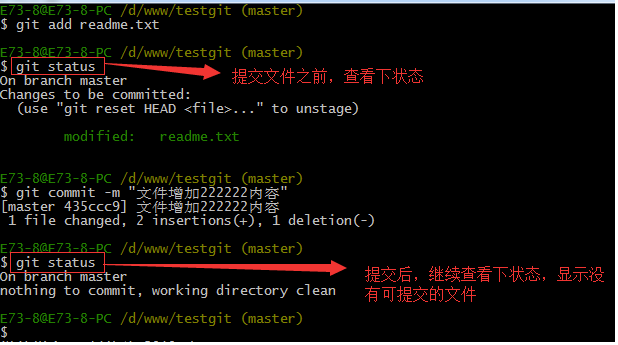 E73-8@E73-8-PC /d/www/testgit (master)
$ git add readme.txt
E73-8@E73-8-PC /d/www/testgit (master)
$ git status
提交文件之前，查看下状态
On branch master
Changes to be committed:
(use "git reset HEAD <file>..." to unstage)
modified: readme.txt
E73-8@E73-8-PC /d/www/testgit (master)
$ git commit -m "文件增加222222内容"
[master 435ccc9] 文件增加222222内容
1 file changed, 2 insertions(+), 1 deletion(-)
E73-8@E73-8-PC /d/www/testgit (master)
$ git status
On branch master
nothing to commit, working directory clean
提交后，继续查看下状态，显示没
有可提交的文件
E73-8@E73-8-PC /d/www/testgit (master)
$